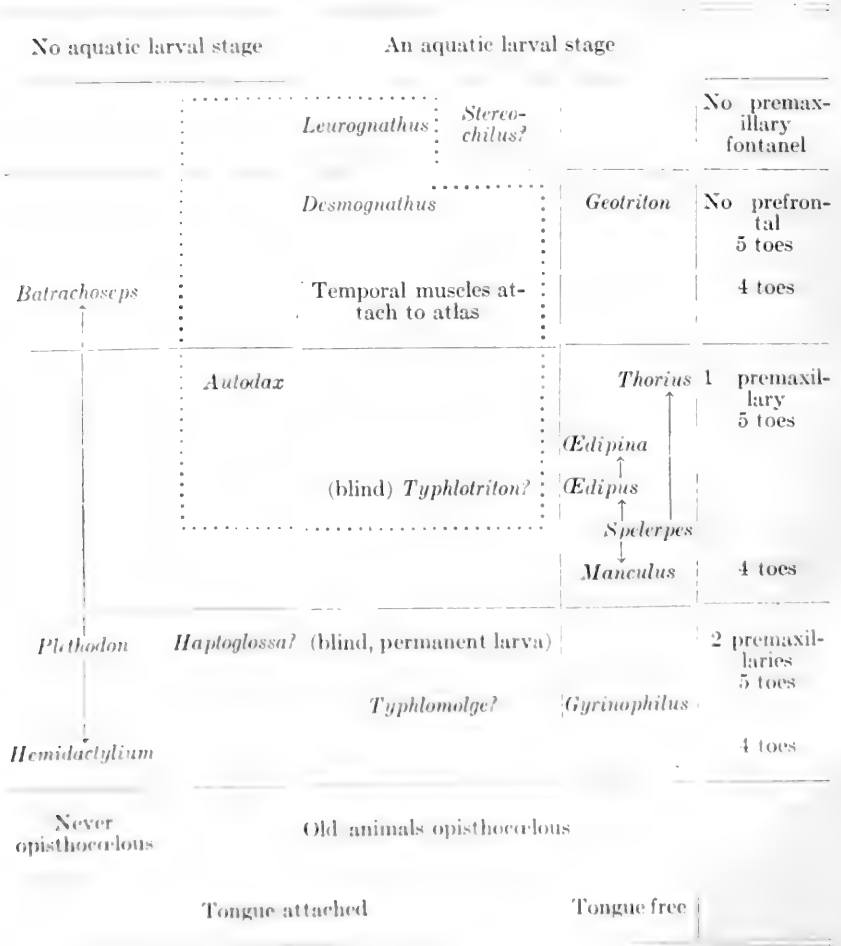 No aquatic larval stage An aquatic larval stage
Leurognathus Stereo-
chilus? No premax-
illary
fontanel
Desmognathus Geotriton No prefron-
tal
5 toes
Batrachoseps Temporal muscles at- 4 toes
tach to atlas
Autodax Thorius 1 premaxil-
lary
5 toes
Œdipina
(blind) Typhlotriton? Œdipus
Spelerpes
Manculus 4 toes
Plethodon Haptoglossa? (blind, permanent larva) 2 premaxil-
laries
5 toes
Typhlomolge? Gyrinophilus
Hemidactylium 4 toes
Never
opisthocœlous Old animals opisthocœlous
Tongue attached Tongue free